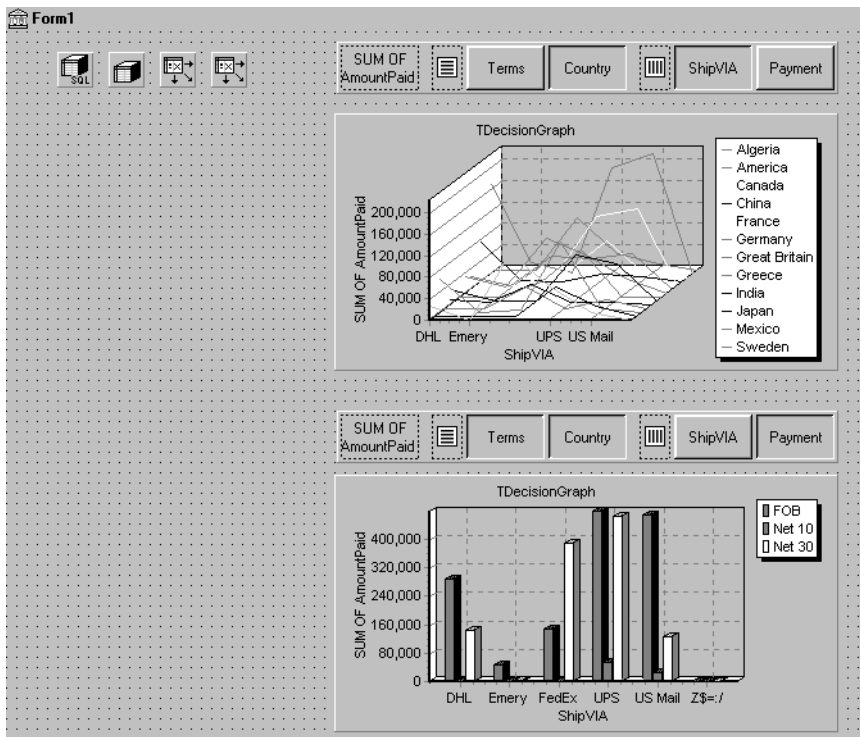 Form1
SQL
SUM OF
AmountPaid
Terms
Country
ShipVIA
Payment
TDecisionGraph
SUM OF AmountPaid
200,000
160,000
120,000
80,000
40,000
0
DHL Emery UPS US Mail
ShipVIA
Algeria
America
Canada
China
France
Germany
Great Britain
Greece
India
Japan
Mexico
Sweden
SUM OF
AmountPaid
Terms
Country
ShipVIA
Payment
TDecisionGraph
SUM OF AmountPaid
400,000
320,000
240,000
160,000
80,000
0
DHL Emery FedEx UPS US Mail Z$=:/
ShipVIA
FOB
Net 10
Net 30